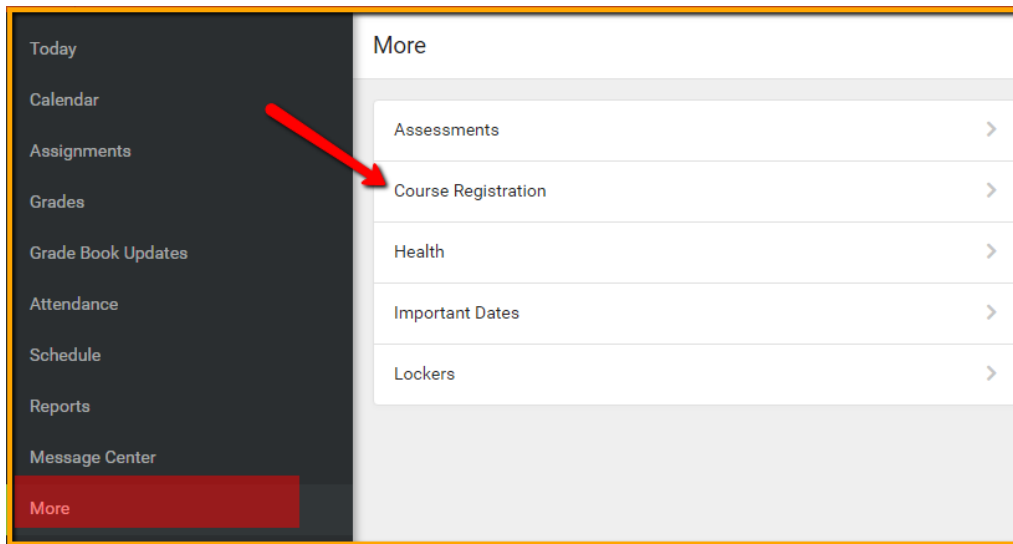 Today
Calendar
Assignments
Grades
Grade Book Updates
Attendance
Schedule
Reports
Message Center
More
More
Assessments
Course Registration
Health
Important Dates
Lockers